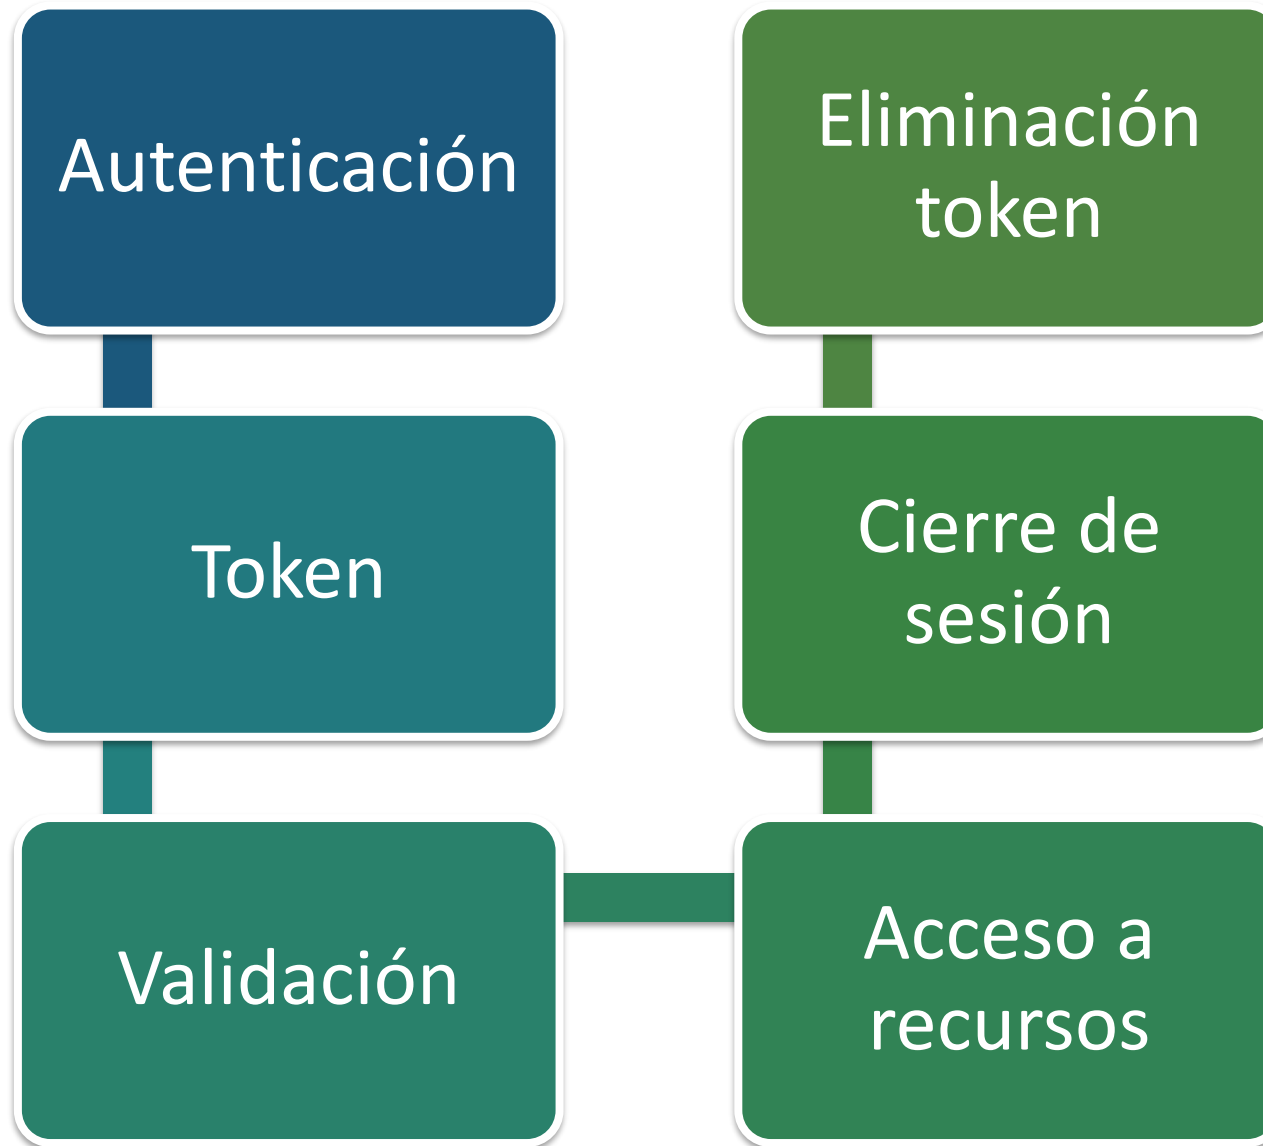 Autenticación
Token
Validación
Acceso a
recursos
Cierre de
sesión
Eliminación
token